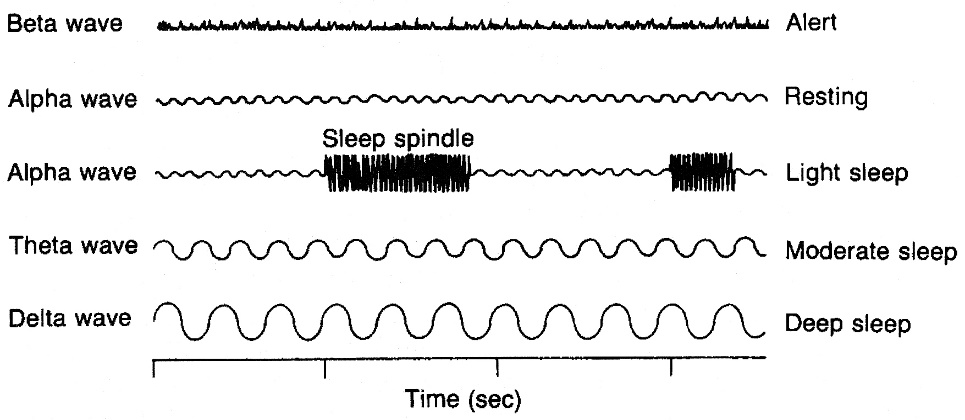 Beta wave Alert
Alpha wave Resting
Sleep spindle
Alpha wave Light sleep
Theta wave Moderate sleep
Delta wave Deep sleep
Time (sec)